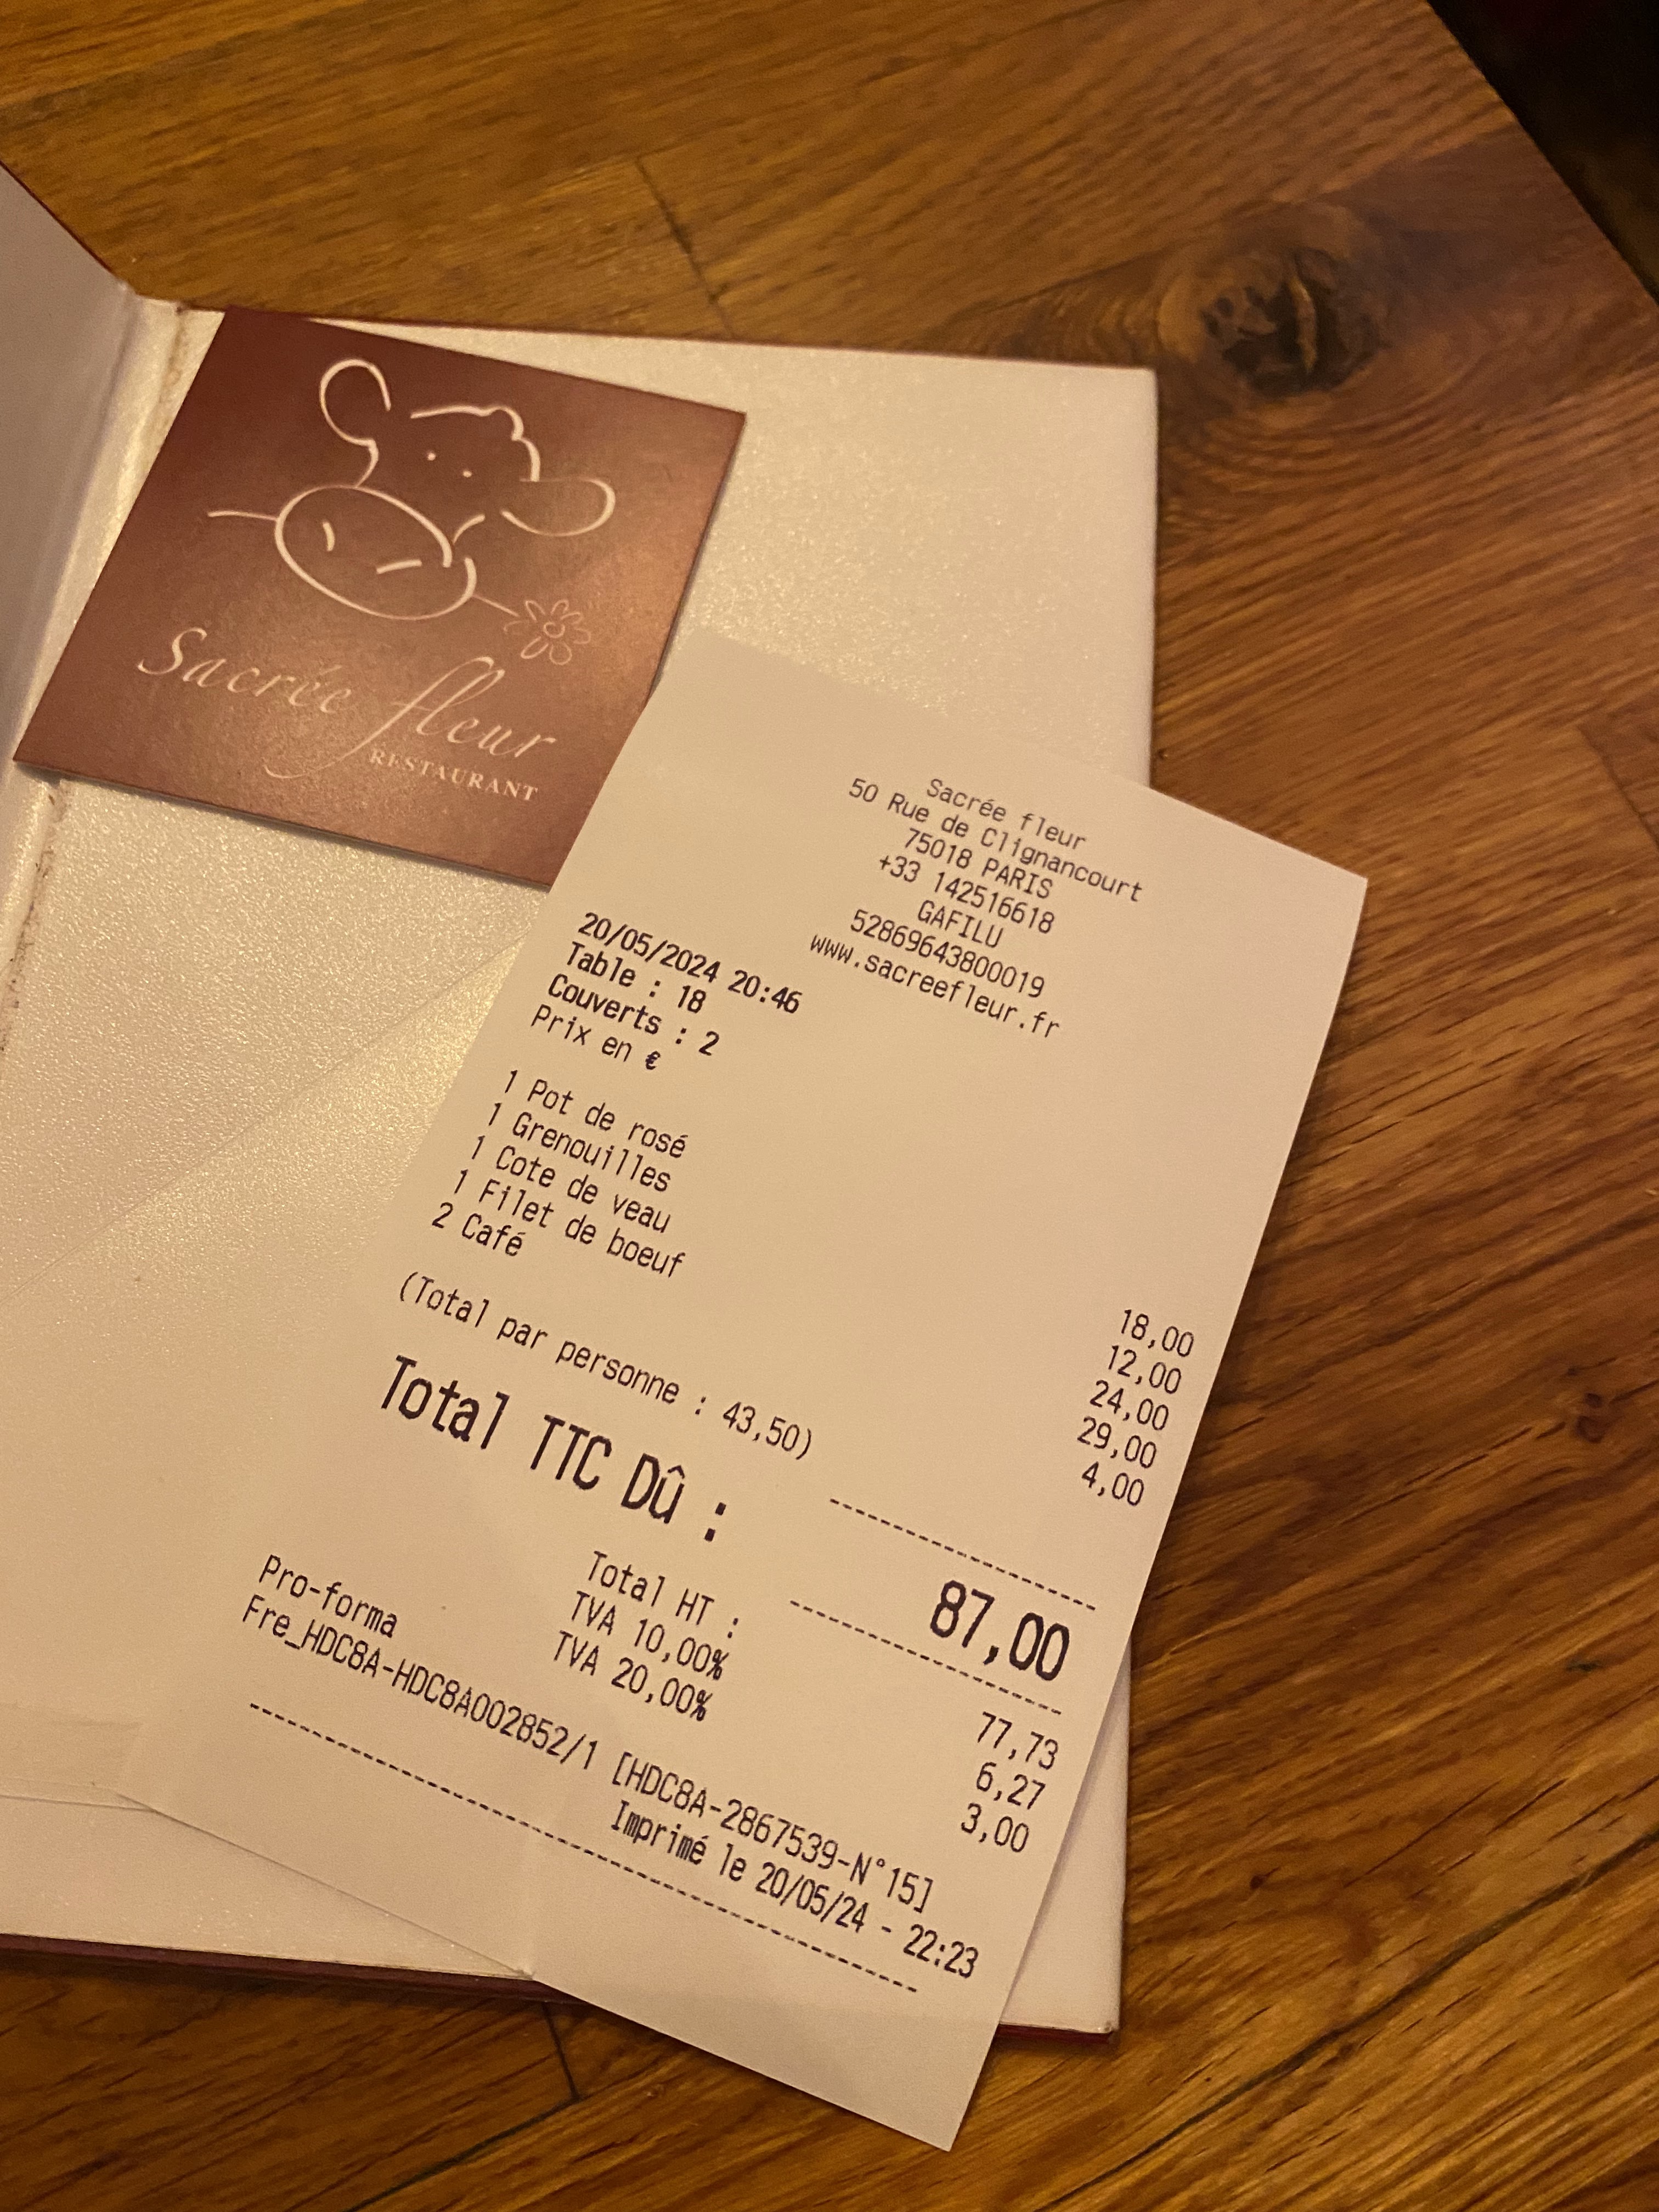 Sacrée fleur
RESTAURANT
Sacrée fleur
50 Rue de Clignancourt
75018 PARIS
+33 142516618
GAFILU
52869643800019
www.sacreefleur.fr
20/05/2024 20:46
Table : 18
Couverts : 2
Prix en €
1 Pot de rosé 18,00
1 Grenouilles 12,00
1 Cote de veau 24,00
1 Filet de boeuf 29,00
2 Café 4,00
(Total par personne : 43,50)
Total TTC Dû : 87,00
Total HT : 77,73
TVA 10,00% 6,27
TVA 20,00% 3,00
Pro-forma
Fre_HDC8A-HDC8A002852/1 [HDC8A-2867539-N°15]
Imprimé le 20/05/24 - 22:23